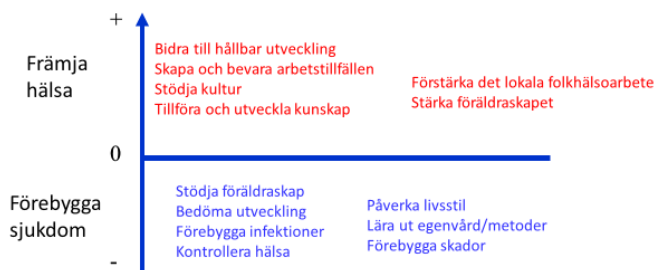 +
Främja
hälsa
Bidra till hållbar utveckling
Skapa och bevara arbetstillfällen
Stödja kultur
Tillföra och utveckla kunskap
Förstärka det lokala folkhälsoarbete
Stärka föräldraskapet
0
Förebygga
sjukdom
Stödja föräldraskap
Bedöma utveckling
Förebygga infektioner
Kontrollera hälsa
Påverka livsstil
Lära ut egenvård/metoder
Förebygga skador
-